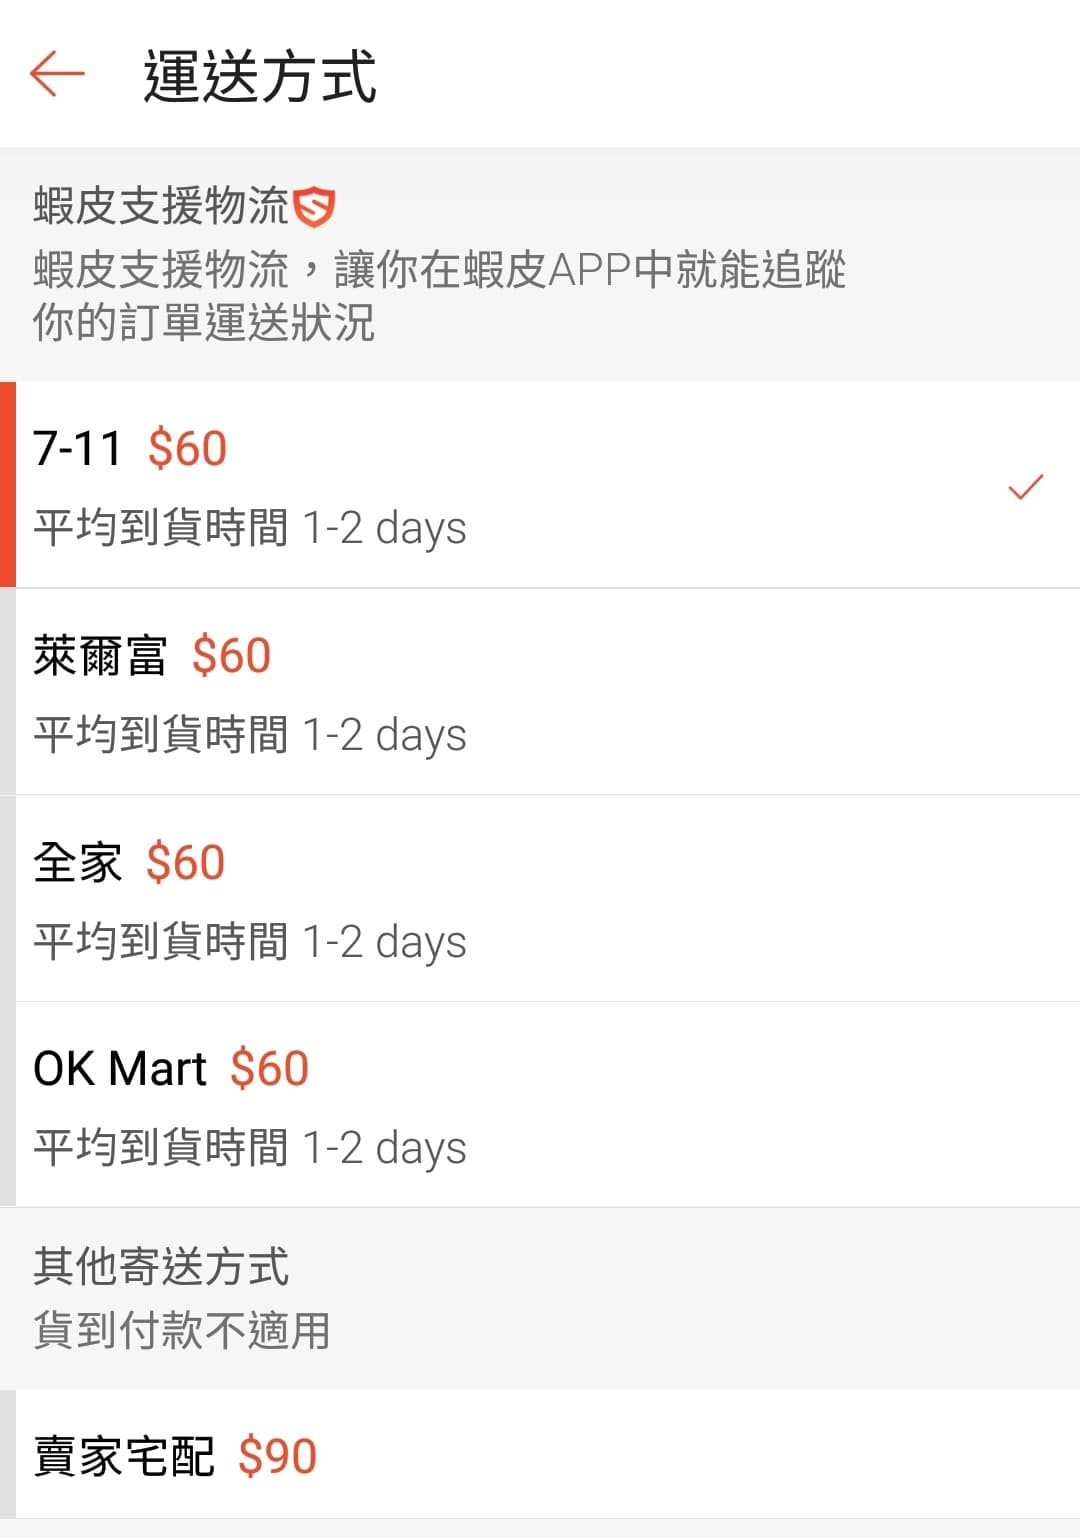 運送方式
蝦皮支援物流
蝦皮支援物流，讓你在蝦皮APP中就能追蹤
你的訂單運送狀況
7-11 $60
平均到貨時間 1-2 days
萊爾富 $60
平均到貨時間 1-2 days
全家 $60
平均到貨時間 1-2 days
OK Mart $60
平均到貨時間 1-2 days
其他寄送方式
貨到付款不適用
賣家宅配 $90